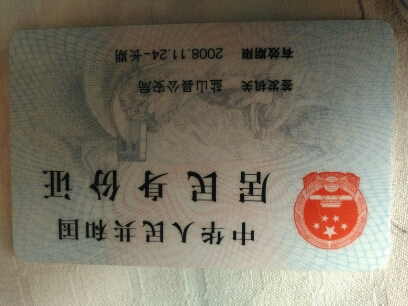 中华人民共和国
居民身份证
签发机关 盐山县公安局
有效期限 2008.11.24-长期